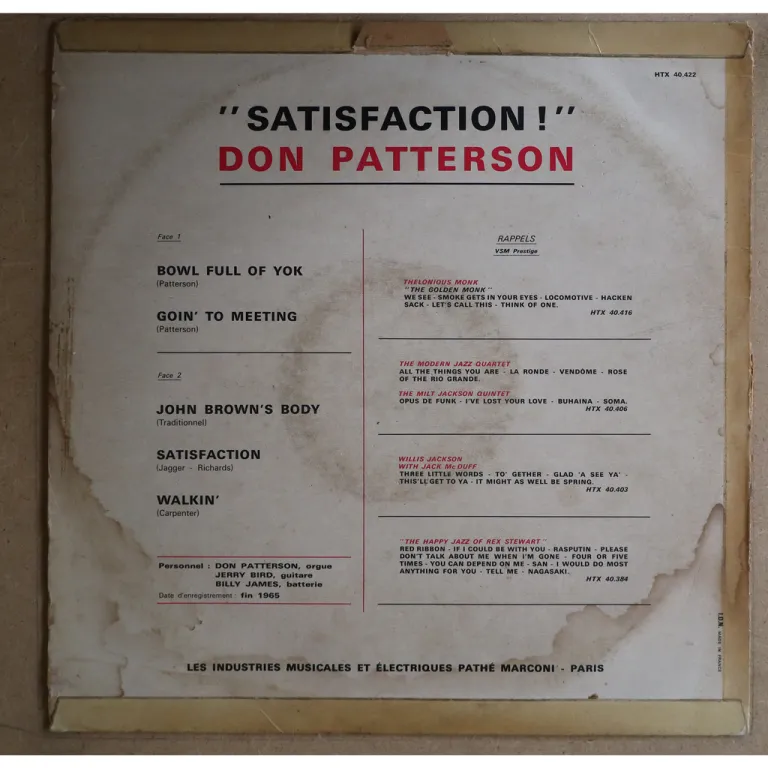 HTX 40.422
"SATISFACTION !"
DON PATTERSON
Face 1
BOWL FULL OF YOK
(Patterson)
GOIN' TO MEETING
(Patterson)
Face 2
JOHN BROWN'S BODY
(Traditionnel)
SATISFACTION
(Jagger - Richards)
WALKIN'
(Carpenter)
Personnel : DON PATTERSON, orgue
JERRY BIRD, guitare
BILLY JAMES, batterie
Date d'enregistrement : fin 1965
RAPPELS
VSM Prestige
THELONIOUS MONK
"THE GOLDEN MONK"
WE SEE - SMOKE GETS IN YOUR EYES - LOCOMOTIVE - HACKEN
SACK - LET'S CALL THIS - THINK OF ONE.
HTX 40.416
THE MODERN JAZZ QUARTET
ALL THE THINGS YOU ARE - LA RONDE - VENDÔME - ROSE
OF THE RIO GRANDE.
THE MILT JACKSON QUINTET
OPUS DE FUNK - I'VE LOST YOUR LOVE - BUHAINA - SOMA.
HTX 40.406
WILLIS JACKSON
WITH JACK McDUFF
THREE LITTLE WORDS - TO' GETHER - GLAD 'A SEE YA' -
THIS'LL GET TO YA - IT MIGHT AS WELL BE SPRING.
HTX 40.403
"THE HAPPY JAZZ OF REX STEWART"
RED RIBBON - IF I COULD BE WITH YOU - RASPUTIN - PLEASE
DON'T TALK ABOUT ME WHEN I'M GONE - FOUR OR FIVE
TIMES - YOU CAN DEPEND ON ME - SAN - I WOULD DO MOST
ANYTHING FOR YOU - TELL ME - NAGASAKI.
HTX 40.384
I.D.N. MADE IN FRANCE
LES INDUSTRIES MUSICALES ET ÉLECTRIQUES PATHÉ MARCONI - PARIS